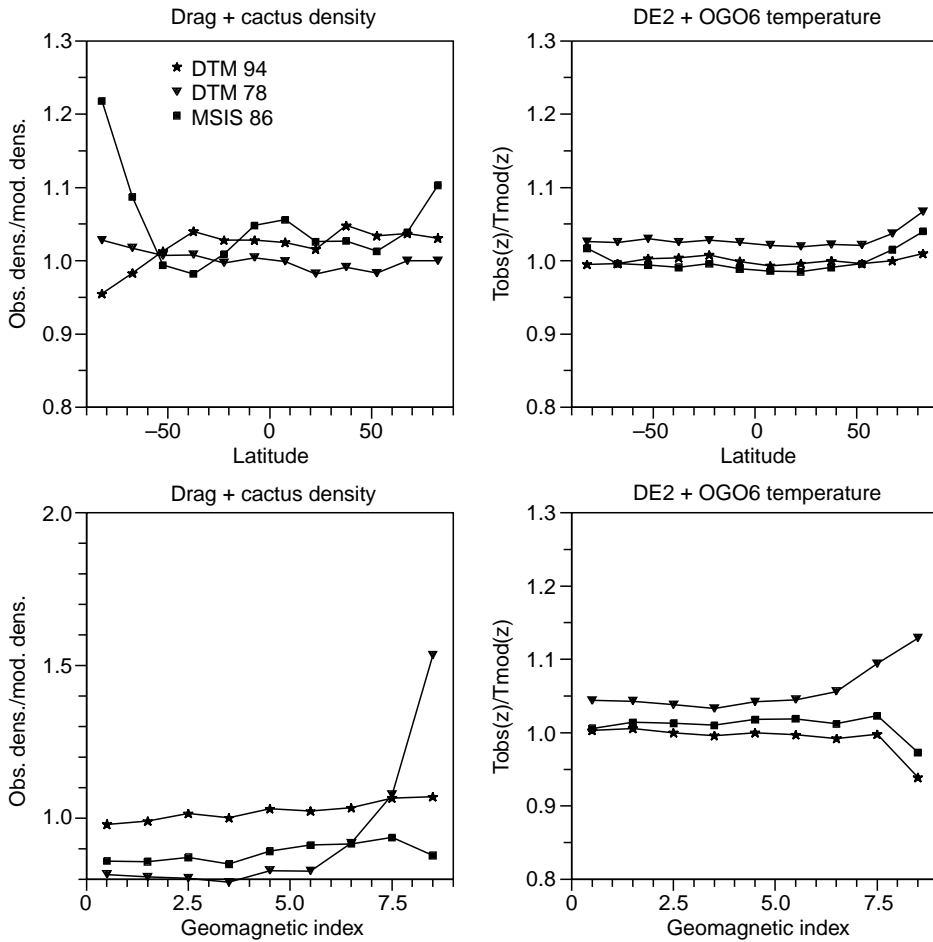 Drag + cactus density
Obs. dens./mod. dens.
1.3
1.2
1.1
1.0
0.9
0.8
DTM 94
DTM 78
MSIS 86
–50 0 50
Latitude
DE2 + OGO6 temperature
Tobs(z)/Tmod(z)
1.3
1.2
1.1
1.0
0.9
0.8
–50 0 50
Latitude
Drag + cactus density
Obs. dens./mod. dens.
2.0
1.5
1.0
0 2.5 5.0 7.5
Geomagnetic index
DE2 + OGO6 temperature
Tobs(z)/Tmod(z)
1.3
1.2
1.1
1.0
0.9
0.8
0 2.5 5.0 7.5
Geomagnetic index